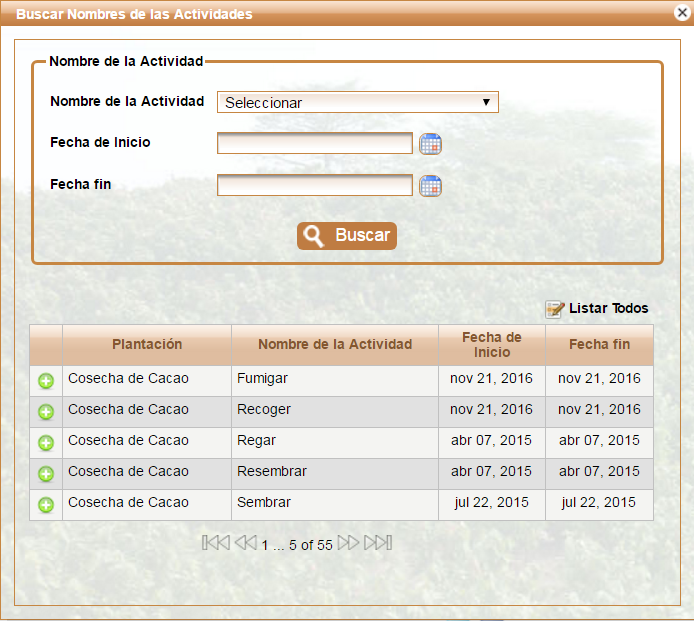 Buscar Nombres de las Actividades
Nombre de la Actividad
Nombre de la Actividad Seleccionar
Fecha de Inicio
Fecha fin
Buscar
Listar Todos
Plantación Nombre de la Actividad Fecha de Inicio Fecha fin
Cosecha de Cacao Fumigar nov 21, 2016 nov 21, 2016
Cosecha de Cacao Recoger nov 21, 2016 nov 21, 2016
Cosecha de Cacao Regar abr 07, 2015 abr 07, 2015
Cosecha de Cacao Resembrar abr 07, 2015 abr 07, 2015
Cosecha de Cacao Sembrar jul 22, 2015 jul 22, 2015
1 ... 5 of 55